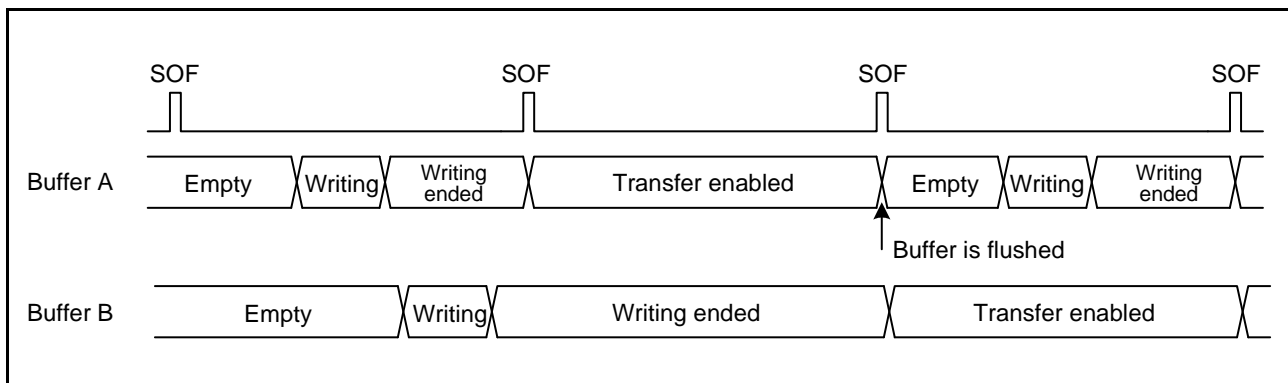 SOF SOF SOF SOF
Buffer A Empty Writing Writing ended Transfer enabled Empty Writing Writing ended
Buffer is flushed
Buffer B Empty Writing Writing ended Transfer enabled